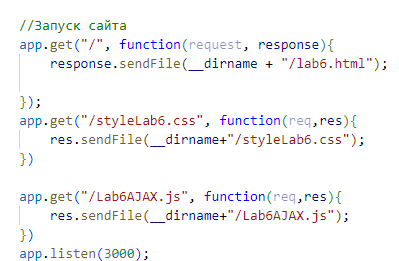 //Запуск сайта
app.get("/", function(request, response){
    response.sendFile(__dirname + "/lab6.html");
});
app.get("/styleLab6.css", function(req,res){
    res.sendFile(__dirname+"/styleLab6.css");
})
app.get("/Lab6AJAX.js", function(req,res){
    res.sendFile(__dirname+"/Lab6AJAX.js");
})
app.listen(3000);